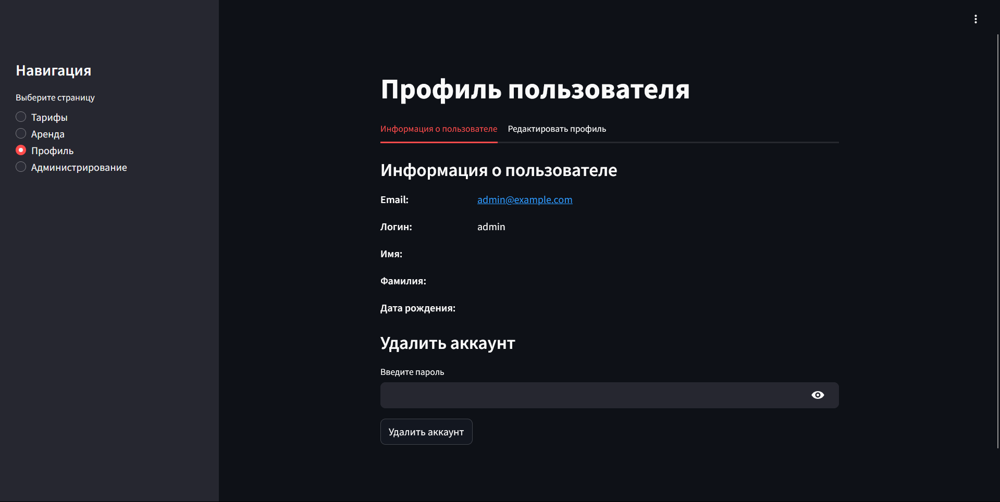 Навигация
Выберите страницу
Тарифы
Аренда
Профиль
Администрирование
Профиль пользователя
Информация о пользователе Редактировать профиль
Информация о пользователе
Email: admin@example.com
Логин: admin
Имя:
Фамилия:
Дата рождения:
Удалить аккаунт
Введите пароль
Удалить аккаунт